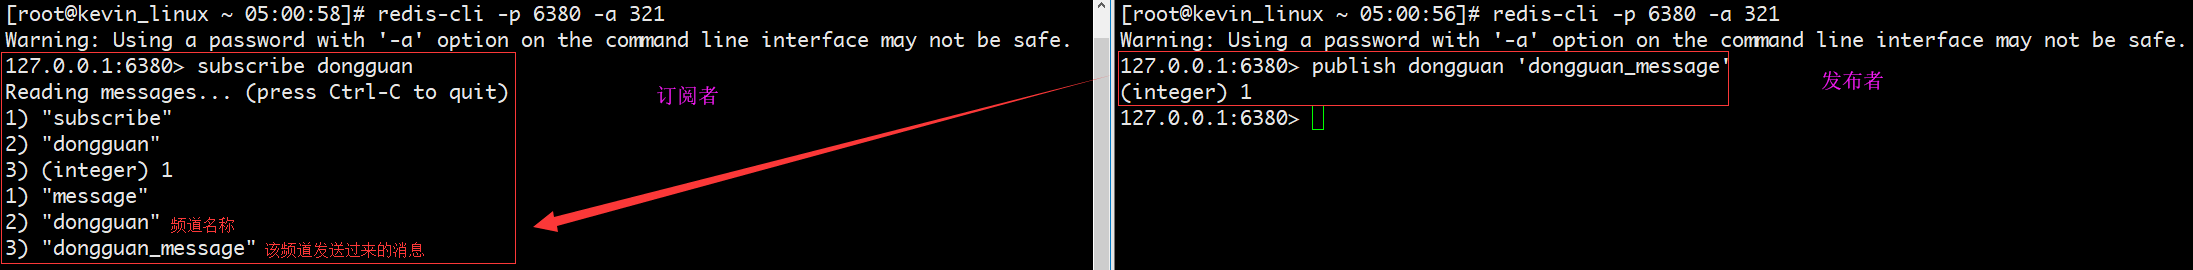 [root@kevin_linux ~ 05:00:58]# redis-cli -p 6380 -a 321
Warning: Using a password with '-a' option on the command line interface may not be safe.
127.0.0.1:6380> subscribe dongguan
Reading messages... (press Ctrl-C to quit)
订阅者
1) "subscribe"
2) "dongguan"
3) (integer) 1
1) "message"
2) "dongguan" 频道名称
3) "dongguan_message" 该频道发送过来的消息
[root@kevin_linux ~ 05:00:56]# redis-cli -p 6380 -a 321
Warning: Using a password with '-a' option on the command line interface may not be safe.
127.0.0.1:6380> publish dongguan 'dongguan_message'
发布者
(integer) 1
127.0.0.1:6380>